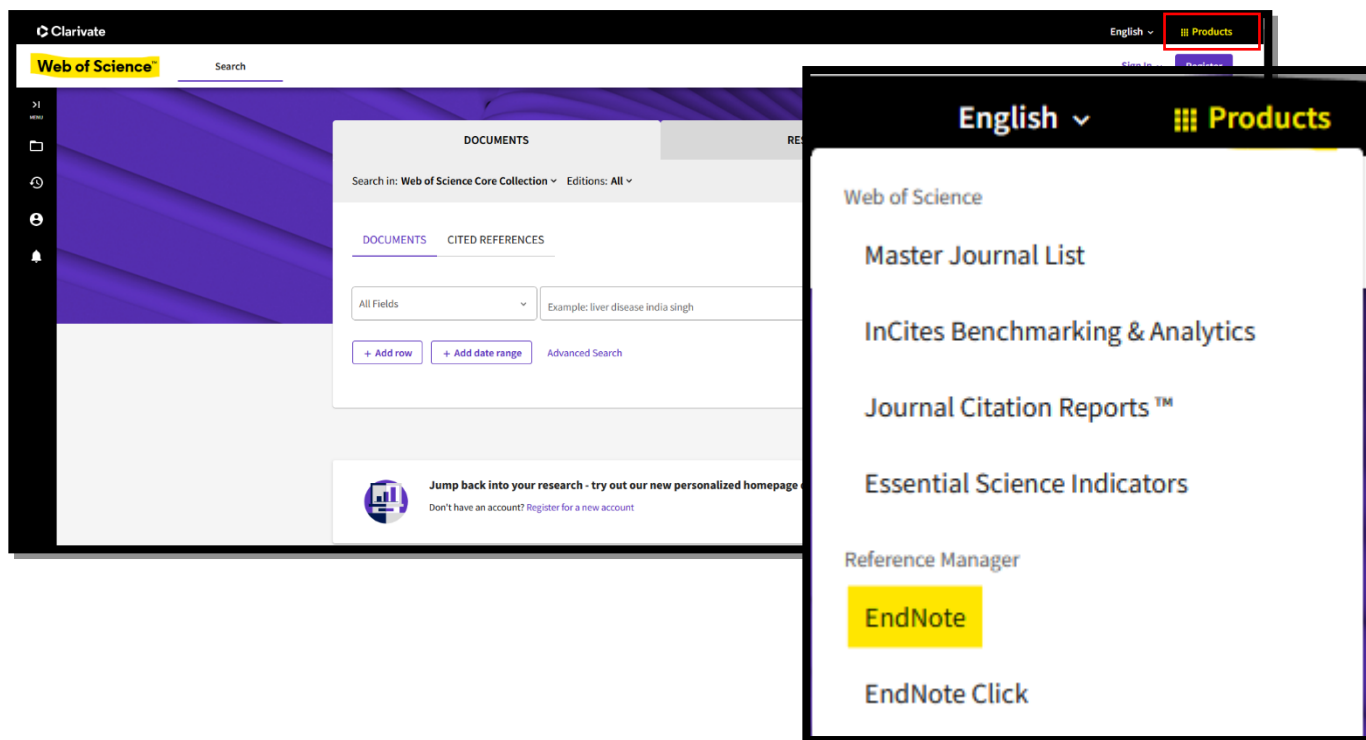 Clarivate
English
Products
Web of Science™
Search
MENU
DOCUMENTS
Search in: Web of Science Core Collection Editions: All
DOCUMENTS CITED REFERENCES
All Fields
Example: liver disease india singh
+ Add row
+ Add date range
Advanced Search
Jump back into your research - try out our new personalized homepage
Don't have an account? Register for a new account
English
Products
Web of Science
Master Journal List
InCites Benchmarking & Analytics
Journal Citation Reports™
Essential Science Indicators
Reference Manager
EndNote
EndNote Click